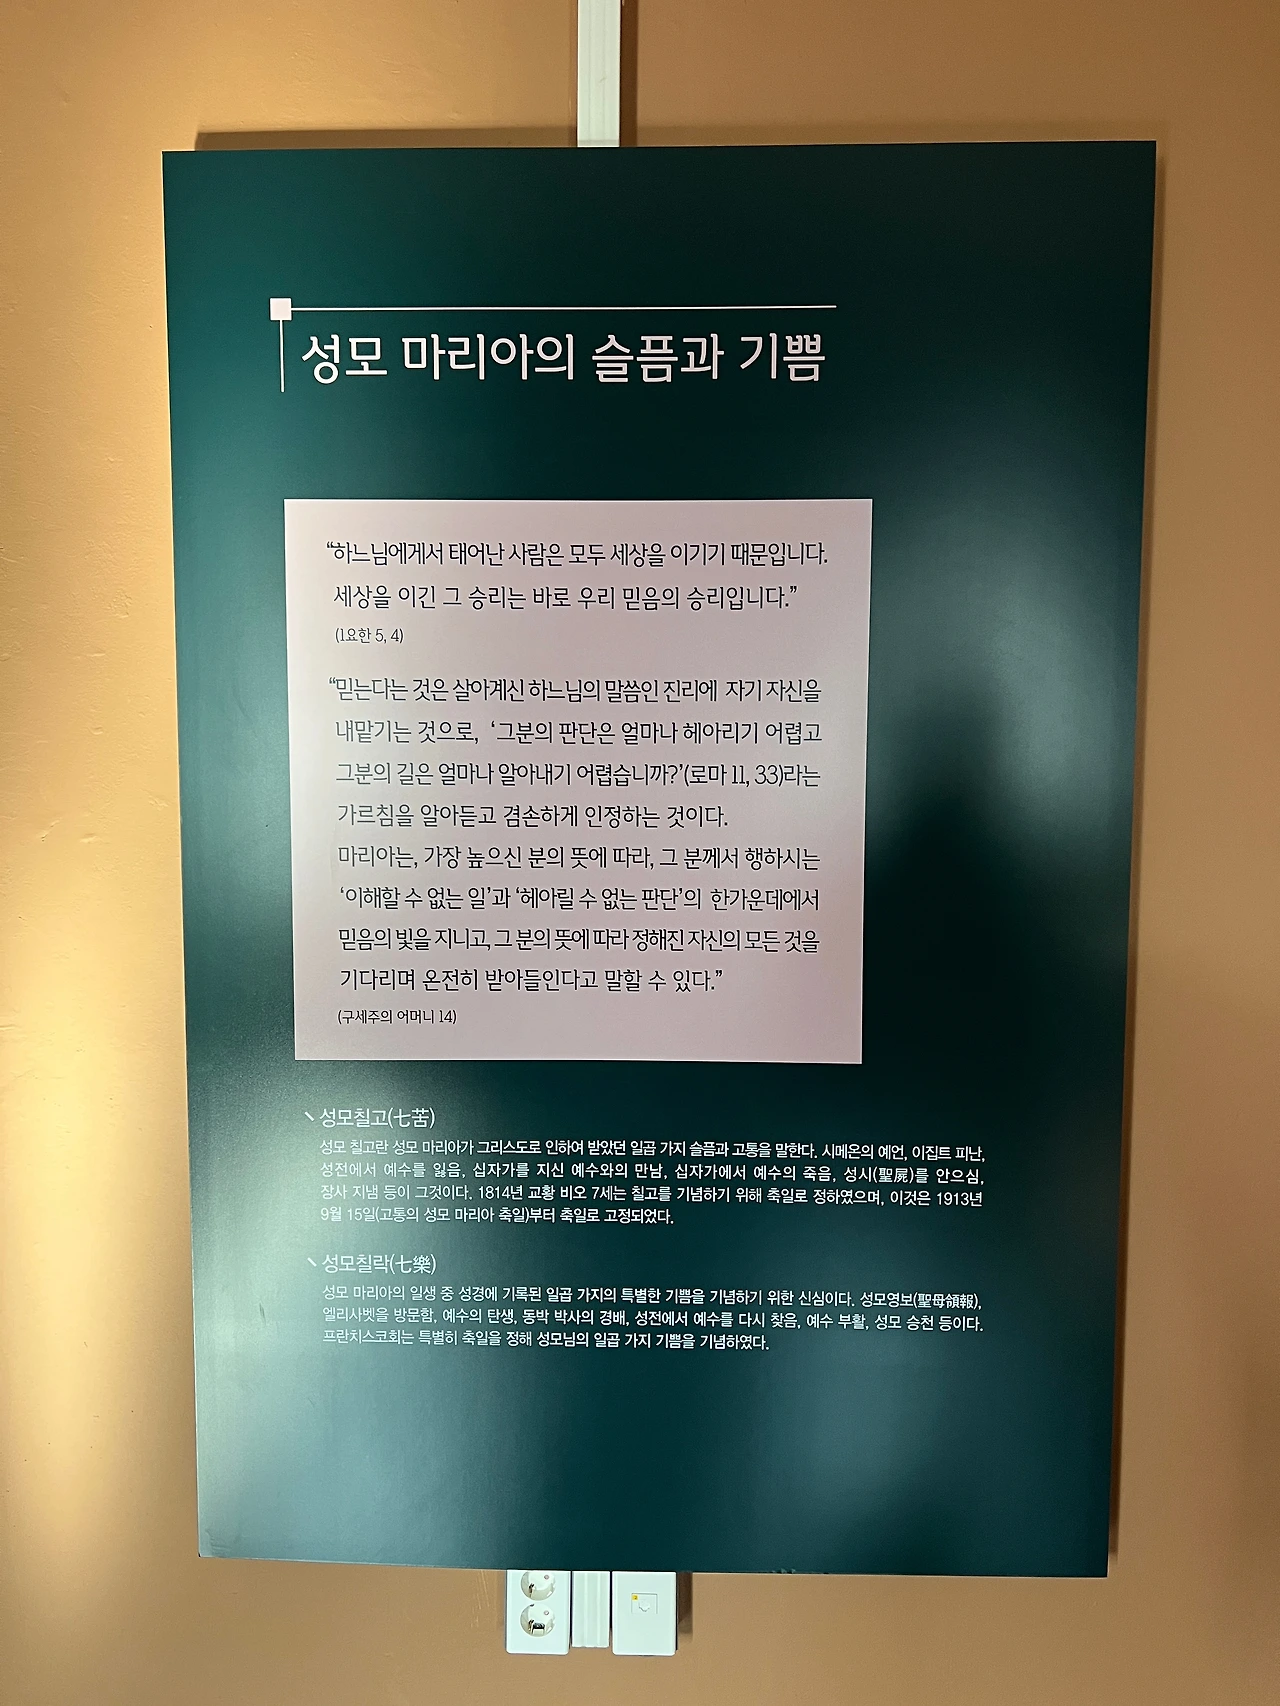 성모 마리아의 슬픔과 기쁨
“하느님에게서 태어난 사람은 모두 세상을 이기기 때문입니다.
세상을 이긴 그 승리는 바로 우리 믿음의 승리입니다.”
(1요한 5, 4)
“믿는다는 것은 살아계신 하느님의 말씀인 진리에 자기 자신을
내맡기는 것으로, ‘그분의 판단은 얼마나 헤아리기 어렵고
그분의 길은 얼마나 알아내기 어렵습니까?’(로마 11, 33)라는
가르침을 알아듣고 겸손하게 인정하는 것이다.
마리아는, 가장 높으신 분의 뜻에 따라, 그 분께서 행하시는
‘이해할 수 없는 일’과 ‘헤아릴 수 없는 판단’의 한가운데에서
믿음의 빛을 지니고, 그 분의 뜻에 따라 정해진 자신의 모든 것을
기다리며 온전히 받아들인다고 말할 수 있다.”
(구세주의 어머니 14)
성모칠고(七苦)
성모 칠고란 성모 마리아가 그리스도로 인하여 받았던 일곱 가지 슬픔과 고통을 말한다. 시메온의 예언, 이집트 피난,
성전에서 예수를 잃음, 십자가를 지신 예수와의 만남, 십자가에서 예수의 죽음, 성시(聖屍)를 안으심,
장사 지냄 등이 그것이다. 1814년 교황 비오 7세는 칠고를 기념하기 위해 축일로 정하였으며, 이것은 1913년
9월 15일(고통의 성모 마리아 축일)부터 축일로 고정되었다.
성모칠락(七樂)
성모 마리아의 일생 중 성경에 기록된 일곱 가지의 특별한 기쁨을 기념하기 위한 신심이다. 성모영보(聖母領報),
엘리사벳을 방문함, 예수의 탄생, 동박 박사의 경배, 성전에서 예수를 다시 찾음, 예수 부활, 성모 승천 등이다.
프란치스코회는 특별히 축일을 정해 성모님의 일곱 가지 기쁨을 기념하였다.